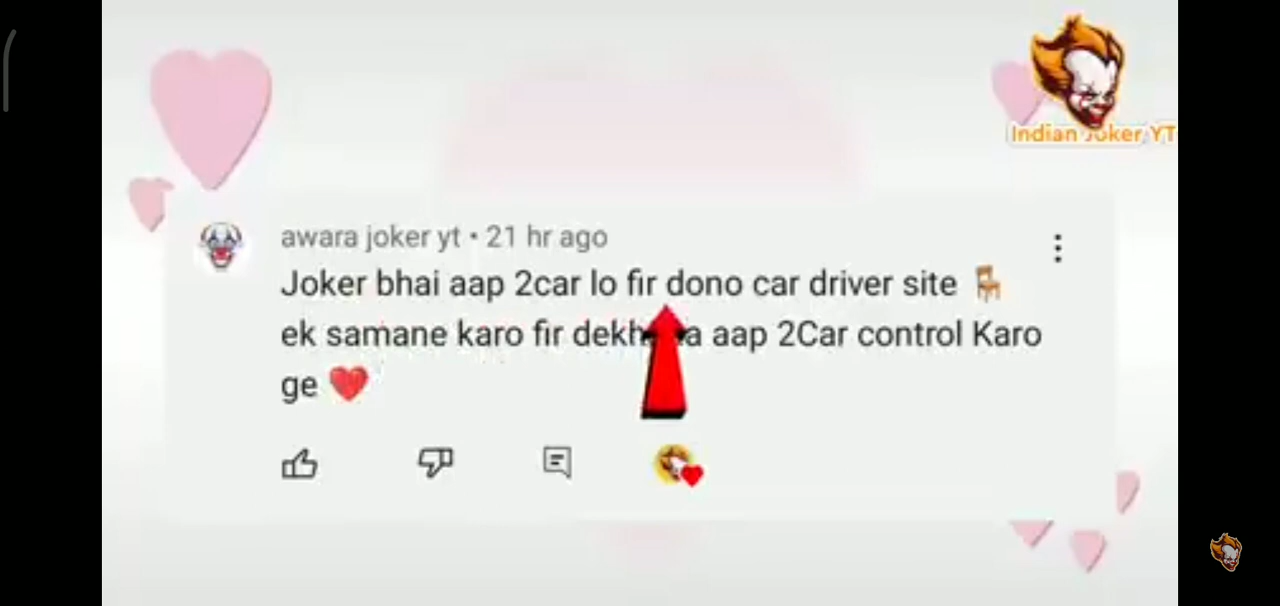 Indian Joker YT
awara joker yt • 21 hr ago
Joker bhai aap 2car lo fir dono car driver site 🪑
ek samane karo fir aap 2Car control Karo
ge ❤️